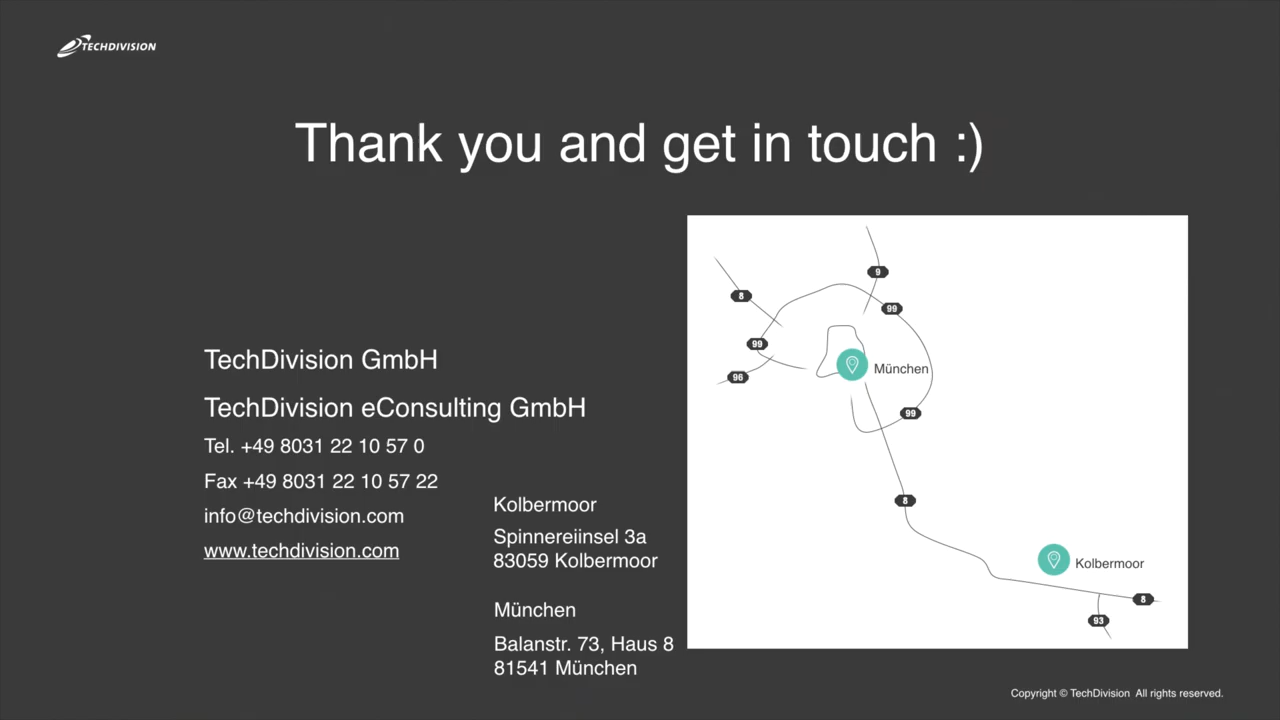 TECHDIVISION
Thank you and get in touch :)
TechDivision GmbH
TechDivision eConsulting GmbH
Tel. +49 8031 22 10 57 0
Fax +49 8031 22 10 57 22
info@techdivision.com
www.techdivision.com
Kolbermoor
Spinnereiinsel 3a
83059 Kolbermoor
München
Balanstr. 73, Haus 8
81541 München
9
8
99
99
96
München
99
8
Kolbermoor
8
93
Copyright © TechDivision All rights reserved.